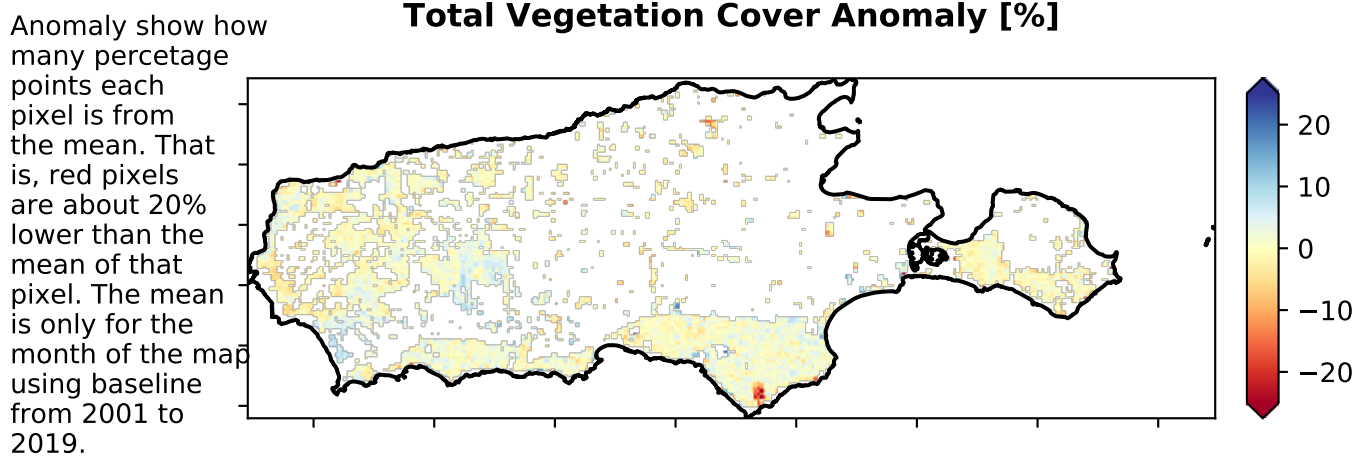 Total Vegetation Cover Anomaly [%]
Anomaly show how
many percetage
points each
pixel is from
the mean. That
is, red pixels
are about 20%
lower than the
mean of that
pixel. The mean
is only for the
month of the map
using baseline
from 2001 to
2019.
20
10
0
−10
−20